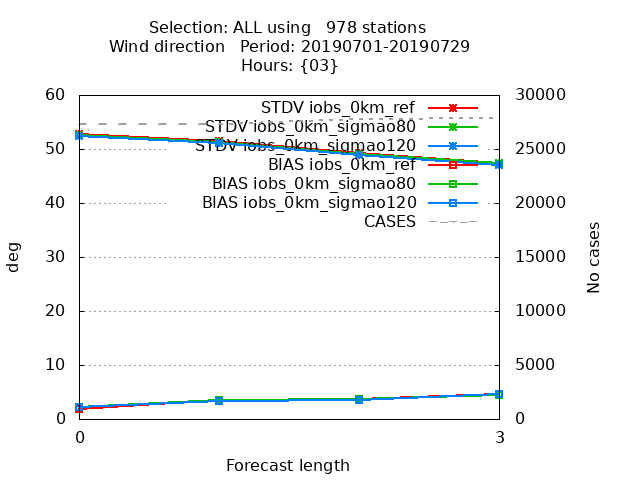 Selection: ALL using   978 stations
Wind direction   Period: 20190701-20190729
Hours: {03}
60
30000
STDV iobs_0km_ref
STDV iobs_0km_sigmao80
50
25000
STDV iobs_0km_sigmao120
BIAS iobs_0km_ref
BIAS iobs_0km_sigmao80
40
20000
BIAS iobs_0km_sigmao120
CASES
30
15000
deg
No cases
20
10000
10
5000
0
0
0
3
Forecast length